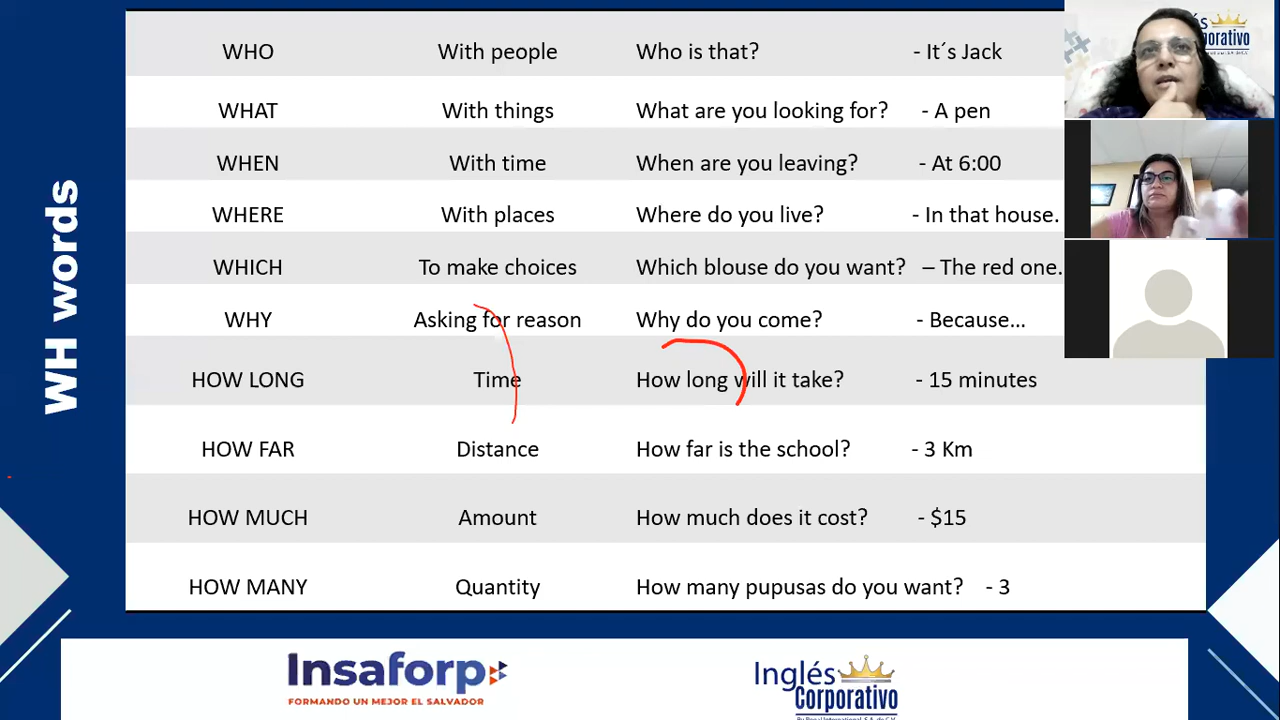 WH words
WHO With people Who is that? - It´s Jack
WHAT With things What are you looking for? - A pen
WHEN With time When are you leaving? - At 6:00
WHERE With places Where do you live? - In that house.
WHICH To make choices Which blouse do you want? – The red one.
WHY Asking for reason Why do you come? - Because...
HOW LONG Time How long will it take? - 15 minutes
HOW FAR Distance How far is the school? - 3 Km
HOW MUCH Amount How much does it cost? - $15
HOW MANY Quantity How many pupusas do you want? - 3
Insaforp
FORMANDO UN MEJOR EL SALVADOR
Inglés
Corporativo